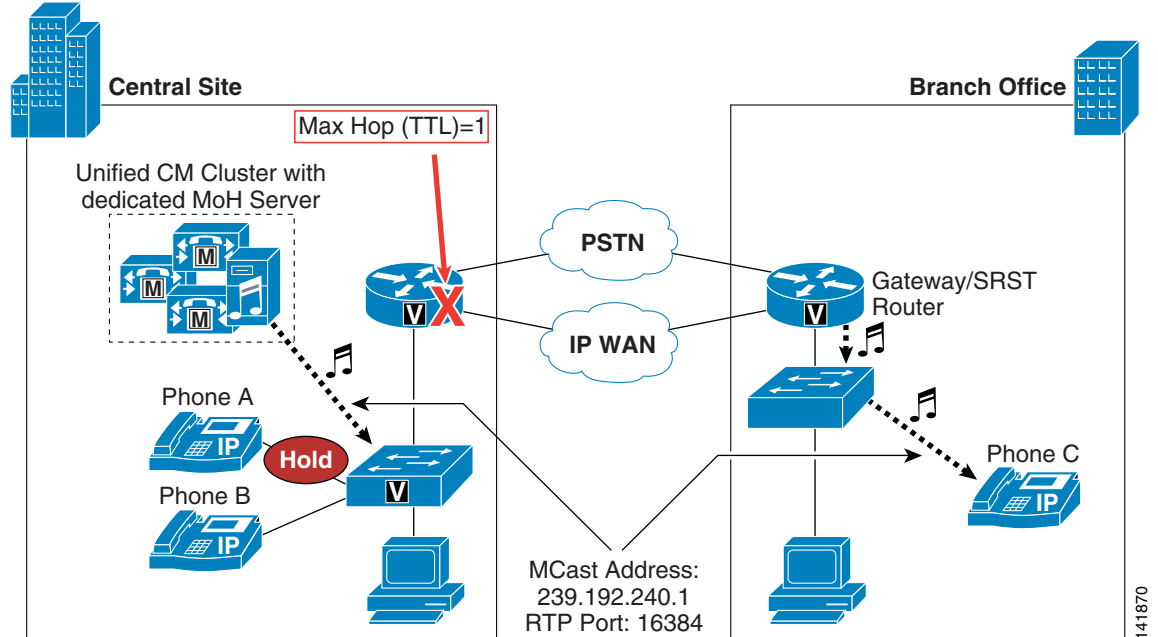 Central Site
Branch Office
Max Hop (TTL)=1
Unified CM Cluster with
dedicated MoH Server
M
M
M
PSTN
IP WAN
V
X
Gateway/SRST
Router
V
Phone A
IP
Hold
Phone B
IP
V
Phone C
IP
MCast Address:
239.192.240.1
RTP Port: 16384
141870